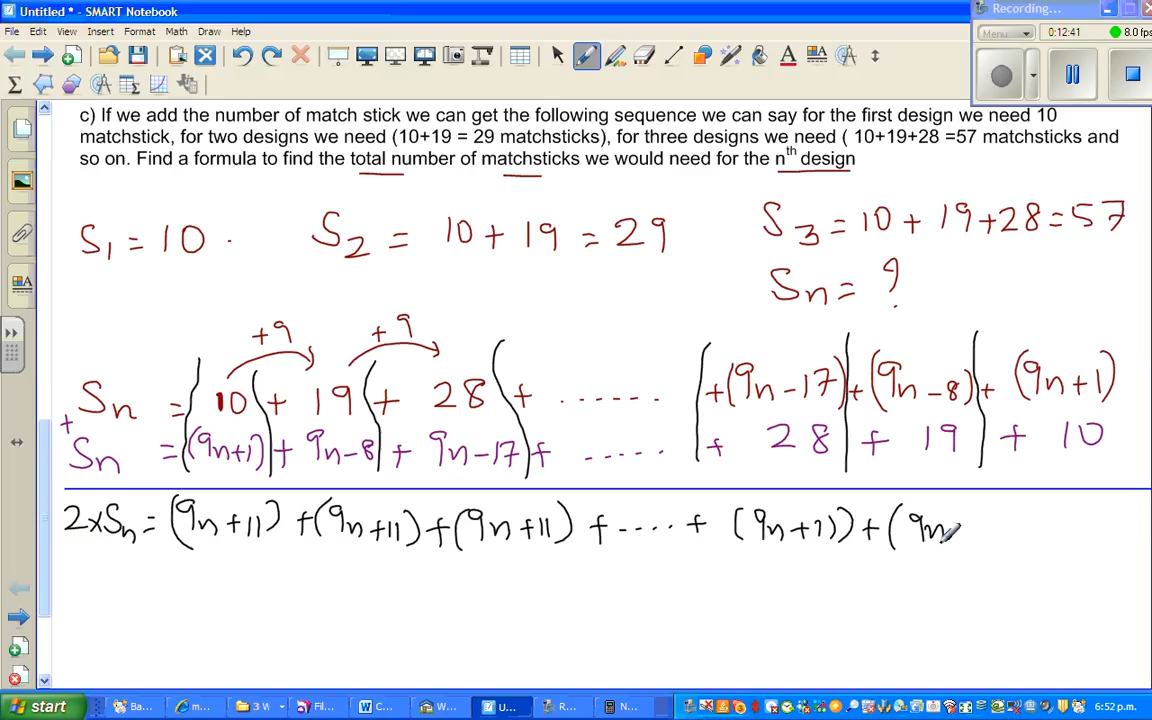 Untitled * - SMART Notebook
Recording...
File Edit View Insert Format Tools Math Draw Help
Menu
0:12:41
8.0 fps
c) If we add the number of match stick we can get the following sequence we can say for the first design we need 10
matchstick, for two designs we need (10+19 = 29 matchsticks), for three designs we need ( 10+19+28 =57 matchsticks and
so on. Find a formula to find the total number of matchsticks we would need for the nth design
S1 = 10 .
S2 = 10 + 19 = 29
S3 = 10 + 19 + 28 = 57
Sn = ?
+9 +9
Sn = 10 + 19 + 28 + ...... + (9n - 17) + (9n - 8) + (9n + 1)
+ Sn = (9n+1) + 9n-8 + 9n-17 + ..... + 28 + 19 + 10
2xSn = (9n+11) + (9n+11) + (9n+11) + .... + (9n+11) + (9n
start
Ba...
m...
3 W
Fil...
C...
W...
U...
R...
N...
6:52 p.m.